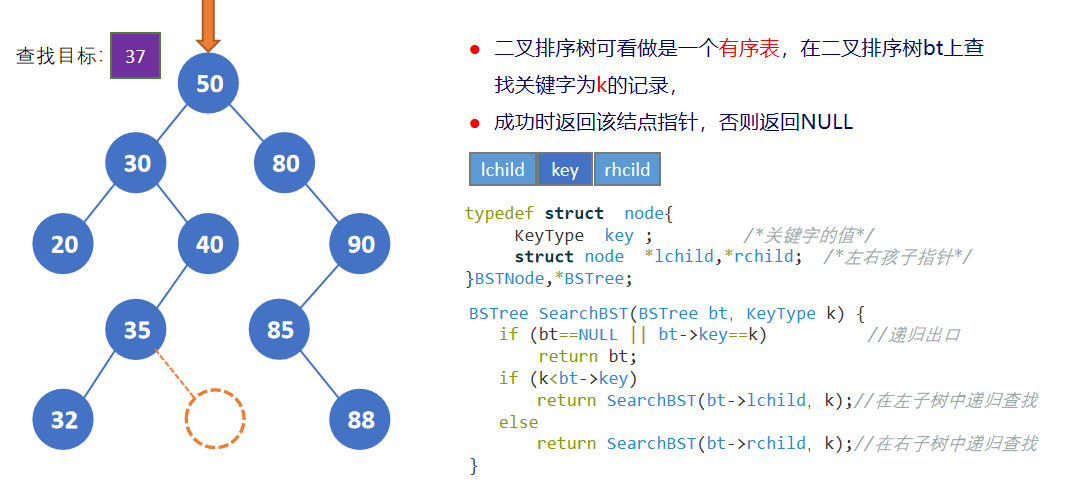 查找目标: 37
50
30 80
20 40 90
35 85
32 88
二叉排序树可看做是一个有序表，在二叉排序树bt上查
找关键字为k的记录，
成功时返回该结点指针，否则返回NULL
lchild key rhcild
typedef struct node{
KeyType key ; /*关键字的值*/
struct node *lchild,*rchild; /*左右孩子指针*/
}BSTNode,*BSTree;
BSTree SearchBST(BSTree bt, KeyType k) {
if (bt==NULL || bt->key==k) //递归出口
return bt;
if (k<bt->key)
return SearchBST(bt->lchild, k);//在左子树中递归查找
else
return SearchBST(bt->rchild, k);//在右子树中递归查找
}